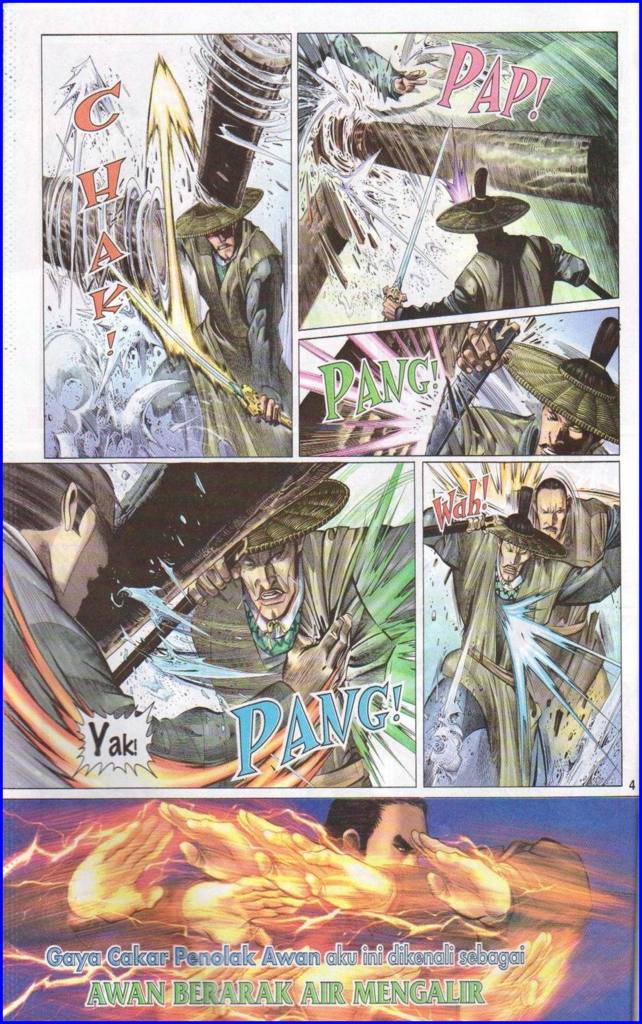 CHAK!
PAP!
PANG!
Yak!
PANG!
Wah!
4
Gaya Cakar Penolak Awan aku ini dikenali sebagai
AWAN BERARAK AIR MENGALIR